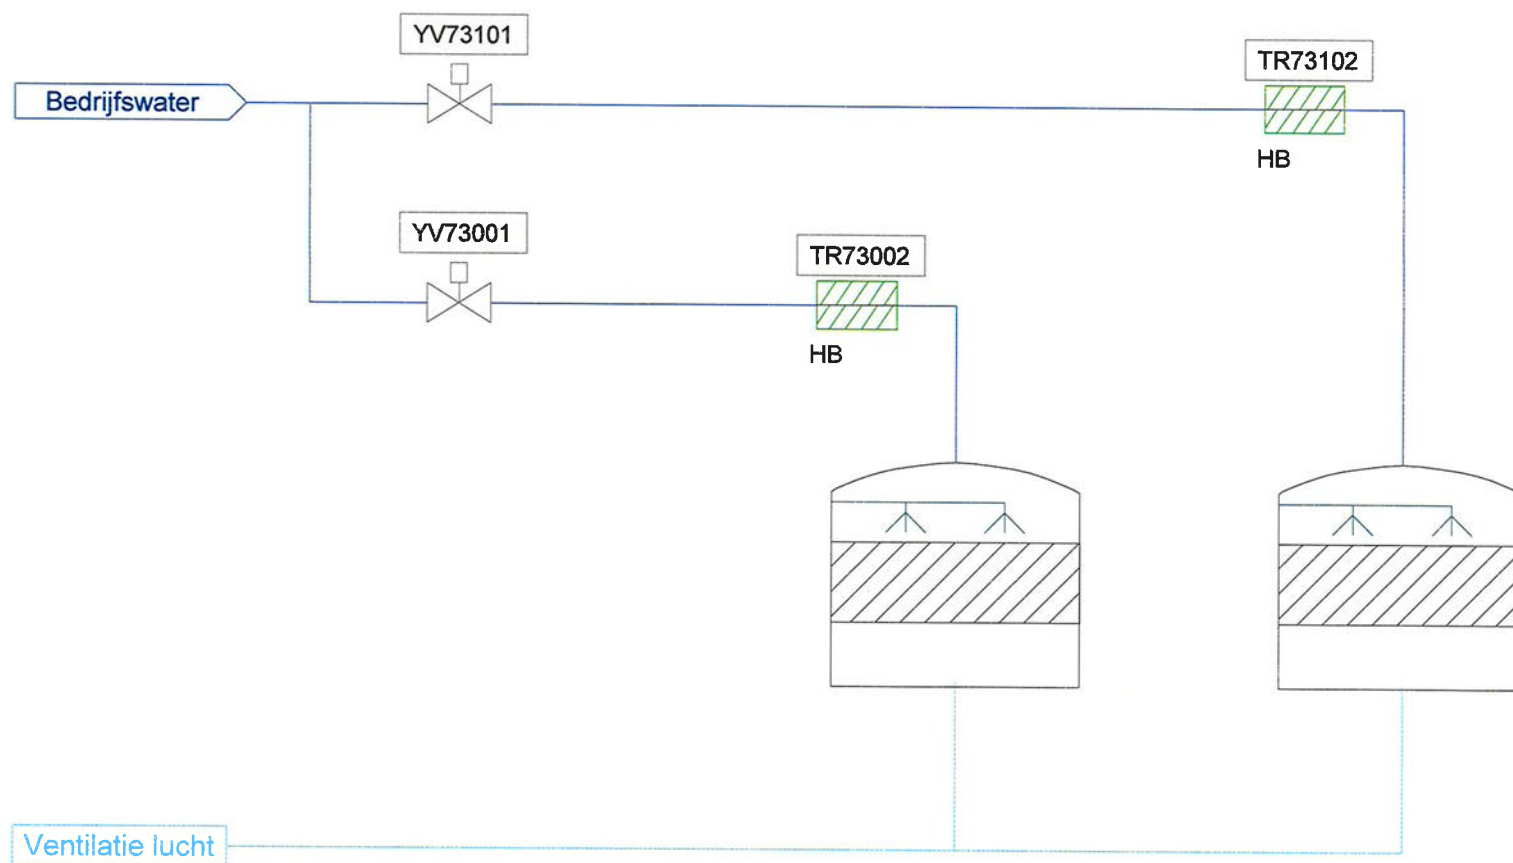 YV73101
TR73102
Bedrijfswater
HB
YV73001
TR73002
HB
Ventilatie lucht